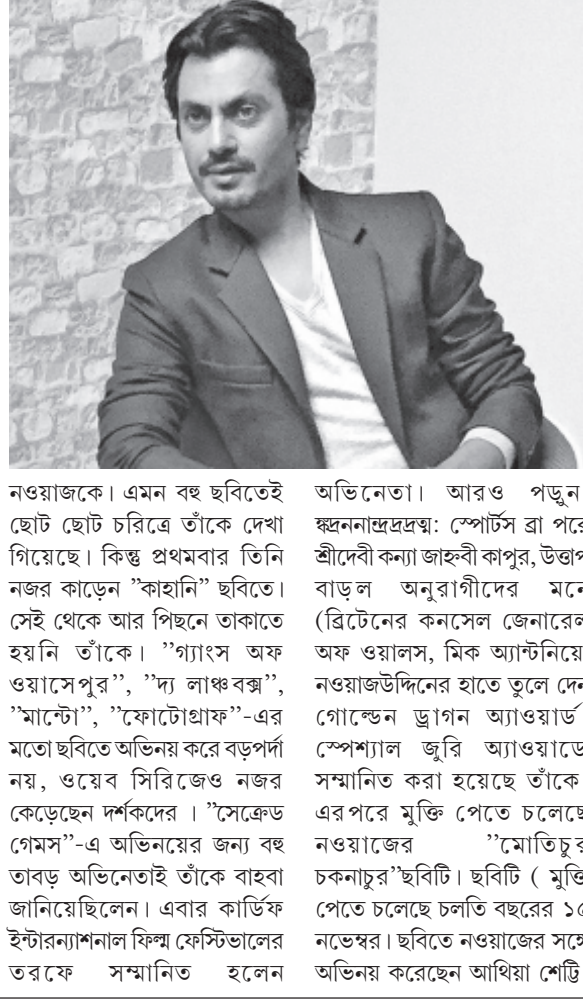 নওয়াজকে। এমন বহু ছবিতেই
ছোট ছোট চরিত্রে তাঁকে দেখা
গিয়েছে। কিন্তু প্রথমবার তিনি
নজর কাড়েন ”কাহানি” ছবিতে।
সেই থেকে আর পিছনে তাকাতে
হয়নি তাঁকে। ”গ্যাংস অফ
ওয়াসেপুর”, ”দ্য লাঞ্চবক্স”,
”মান্টো”, ”ফোটোগ্রাফ”-এর
মতো ছবিতে অভিনয় করে বড়পর্দা
নয়, ওয়েব সিরিজেও নজর
কেড়েছেন দর্শকদের । ”সেক্রেড
গেমস”-এ অভিনয়ের জন্য বহু
তাবড় অভিনেতাই তাঁকে বাহবা
জানিয়েছিলেন। এবার কার্ডিফ
ইন্টারন্যাশনাল ফিল্ম ফেস্টিভালের
তরফে সম্মানিত হলেন
অভিনেতা। আরও পড়ুন
স্পোর্টস ব্রা পরে
শ্রীদেবী কন্যা জাহ্নবী কাপুর, উত্তাপ
বাড়ল অনুরাগীদের মনে
(ব্রিটেনের কনসেল জেনারেল
অফ ওয়ালস, মিক অ্যান্টনিয়ে
নওয়াজউদ্দিনের হাতে তুলে দেন
গোল্ডেন ড্রাগন অ্যাওয়ার্ড
স্পেশ্যাল জুরি অ্যাওয়াডে
সম্মানিত করা হয়েছে তাঁকে
এরপরে মুক্তি পেতে চলেছে
নওয়াজের ”মোতিচুর
চকনাচুর”ছবিটি। ছবিটি ( মুক্তি
পেতে চলেছে চলতি বছরের ১৫
নভেম্বর। ছবিতে নওয়াজের সঙ্গে
অভিনয় করেছেন আথিয়া শেট্টি